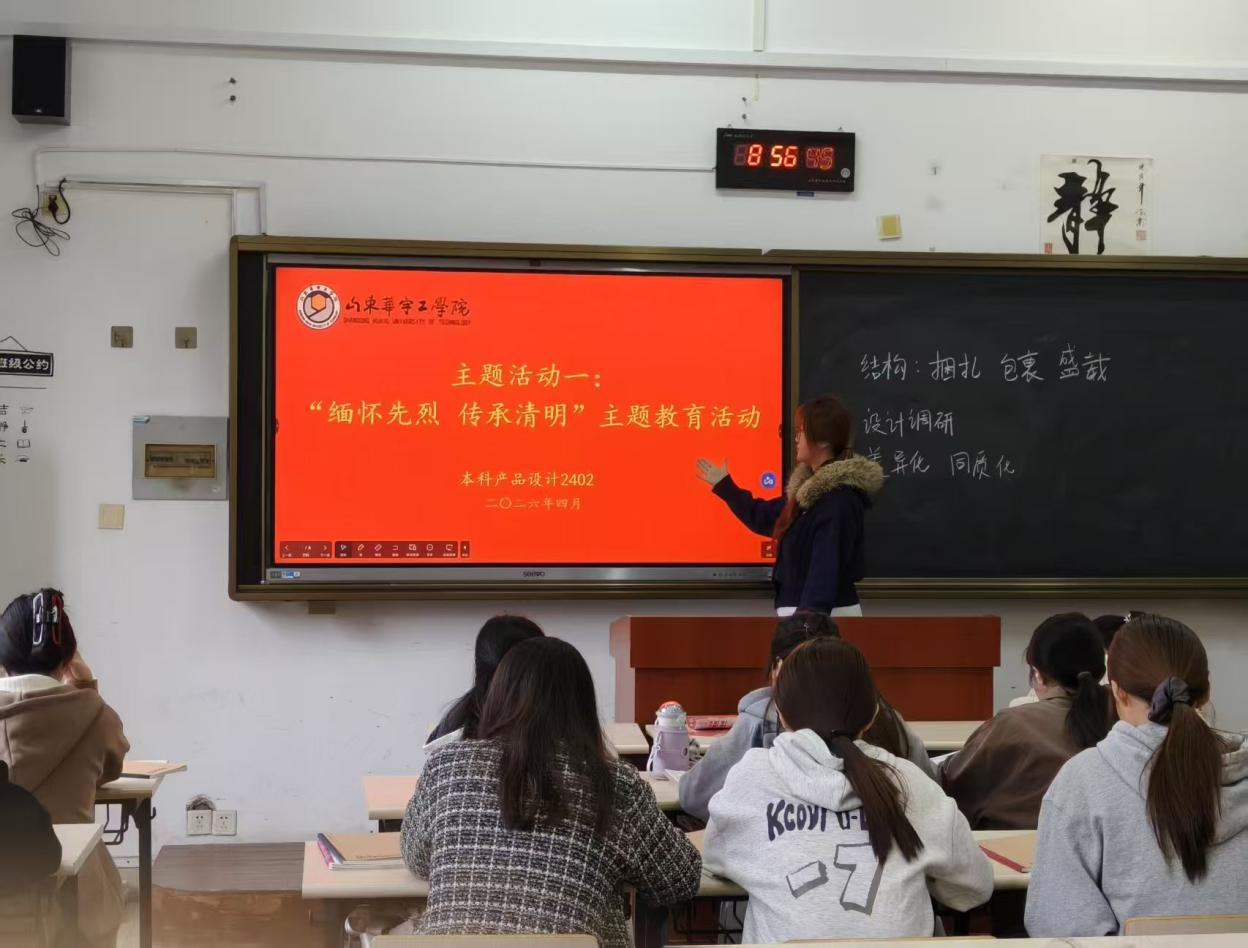 8 56
静
山东华宇工学院
SHANDONG HUAYU UNIVERSITY OF TECHNOLOGY
主题活动一：
“缅怀先烈 传承清明”主题教育活动
本科产品设计2402
二〇二六年四月
seewo
结构：捆扎 包裹 盛载
设计调研
差异化 同质化
班级公约